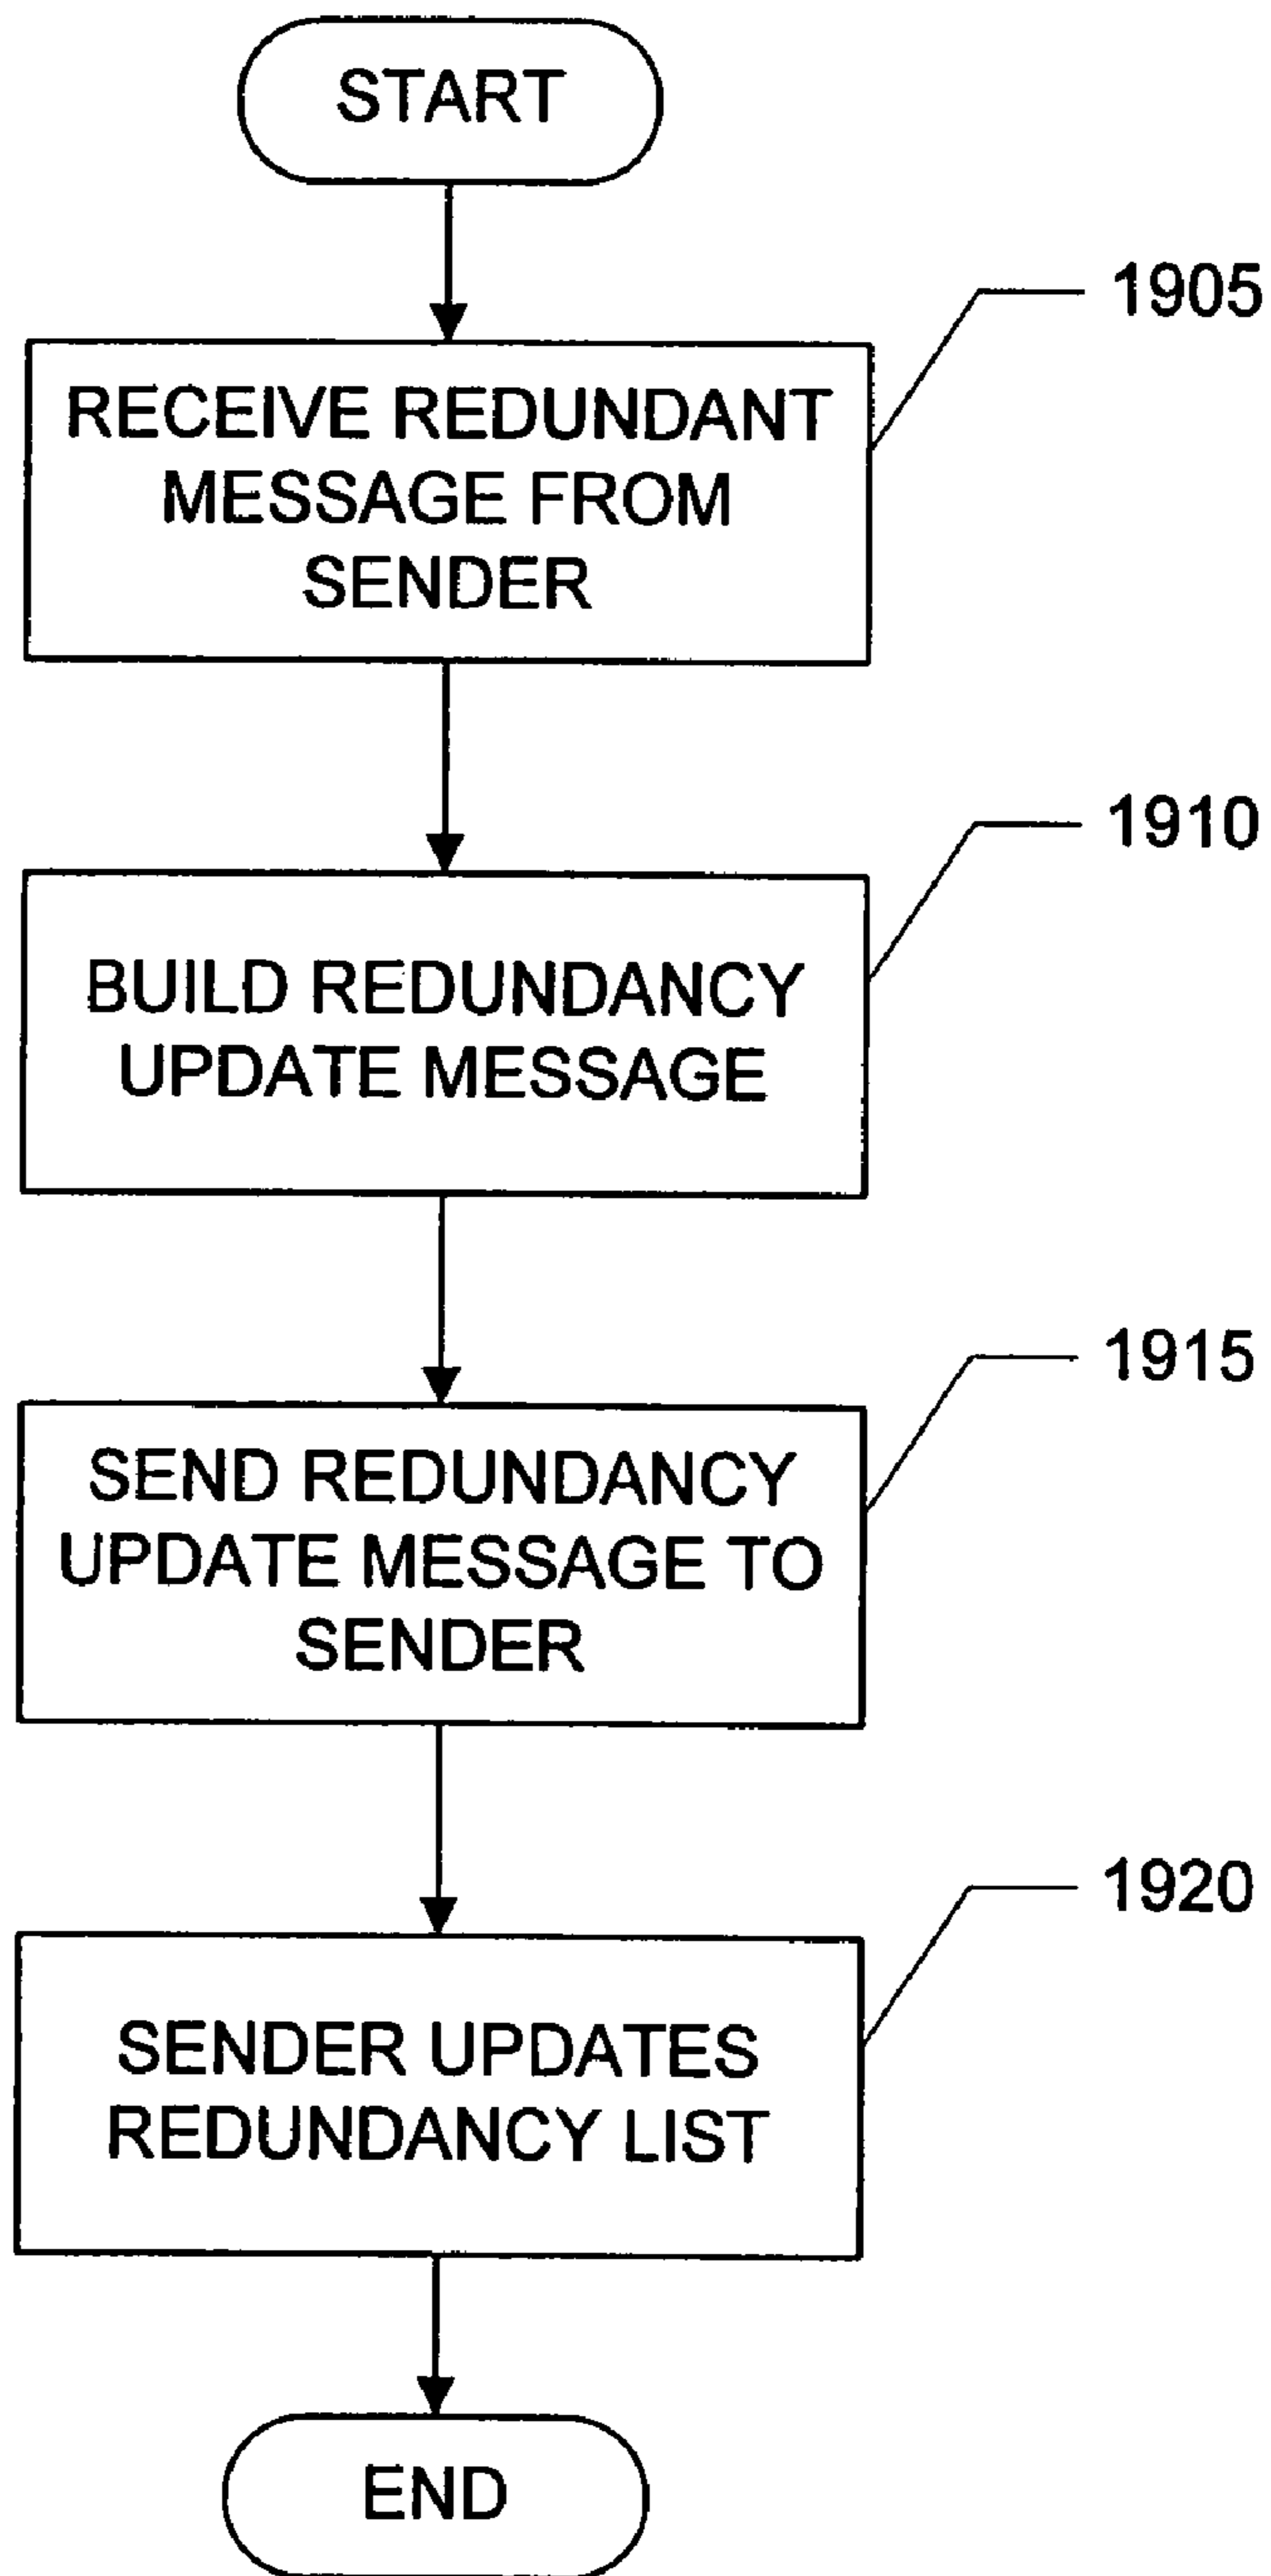 START
1905
RECEIVE REDUNDANT
MESSAGE FROM
SENDER
1910
BUILD REDUNDANCY
UPDATE MESSAGE
1915
SEND REDUNDANCY
UPDATE MESSAGE TO
SENDER
1920
SENDER UPDATES
REDUNDANCY LIST
END